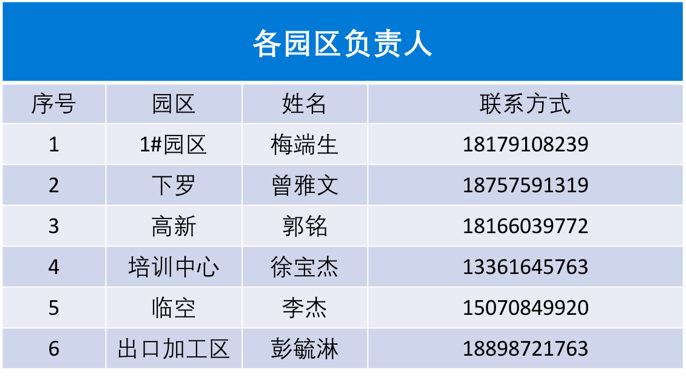 各园区负责人
序号 园区 姓名 联系方式
1 1#园区 梅端生 18179108239
2 下罗 曾雅文 18757591319
3 高新 郭铭 18166039772
4 培训中心 徐宝杰 13361645763
5 临空 李杰 15070849920
6 出口加工区 彭毓淋 18898721763